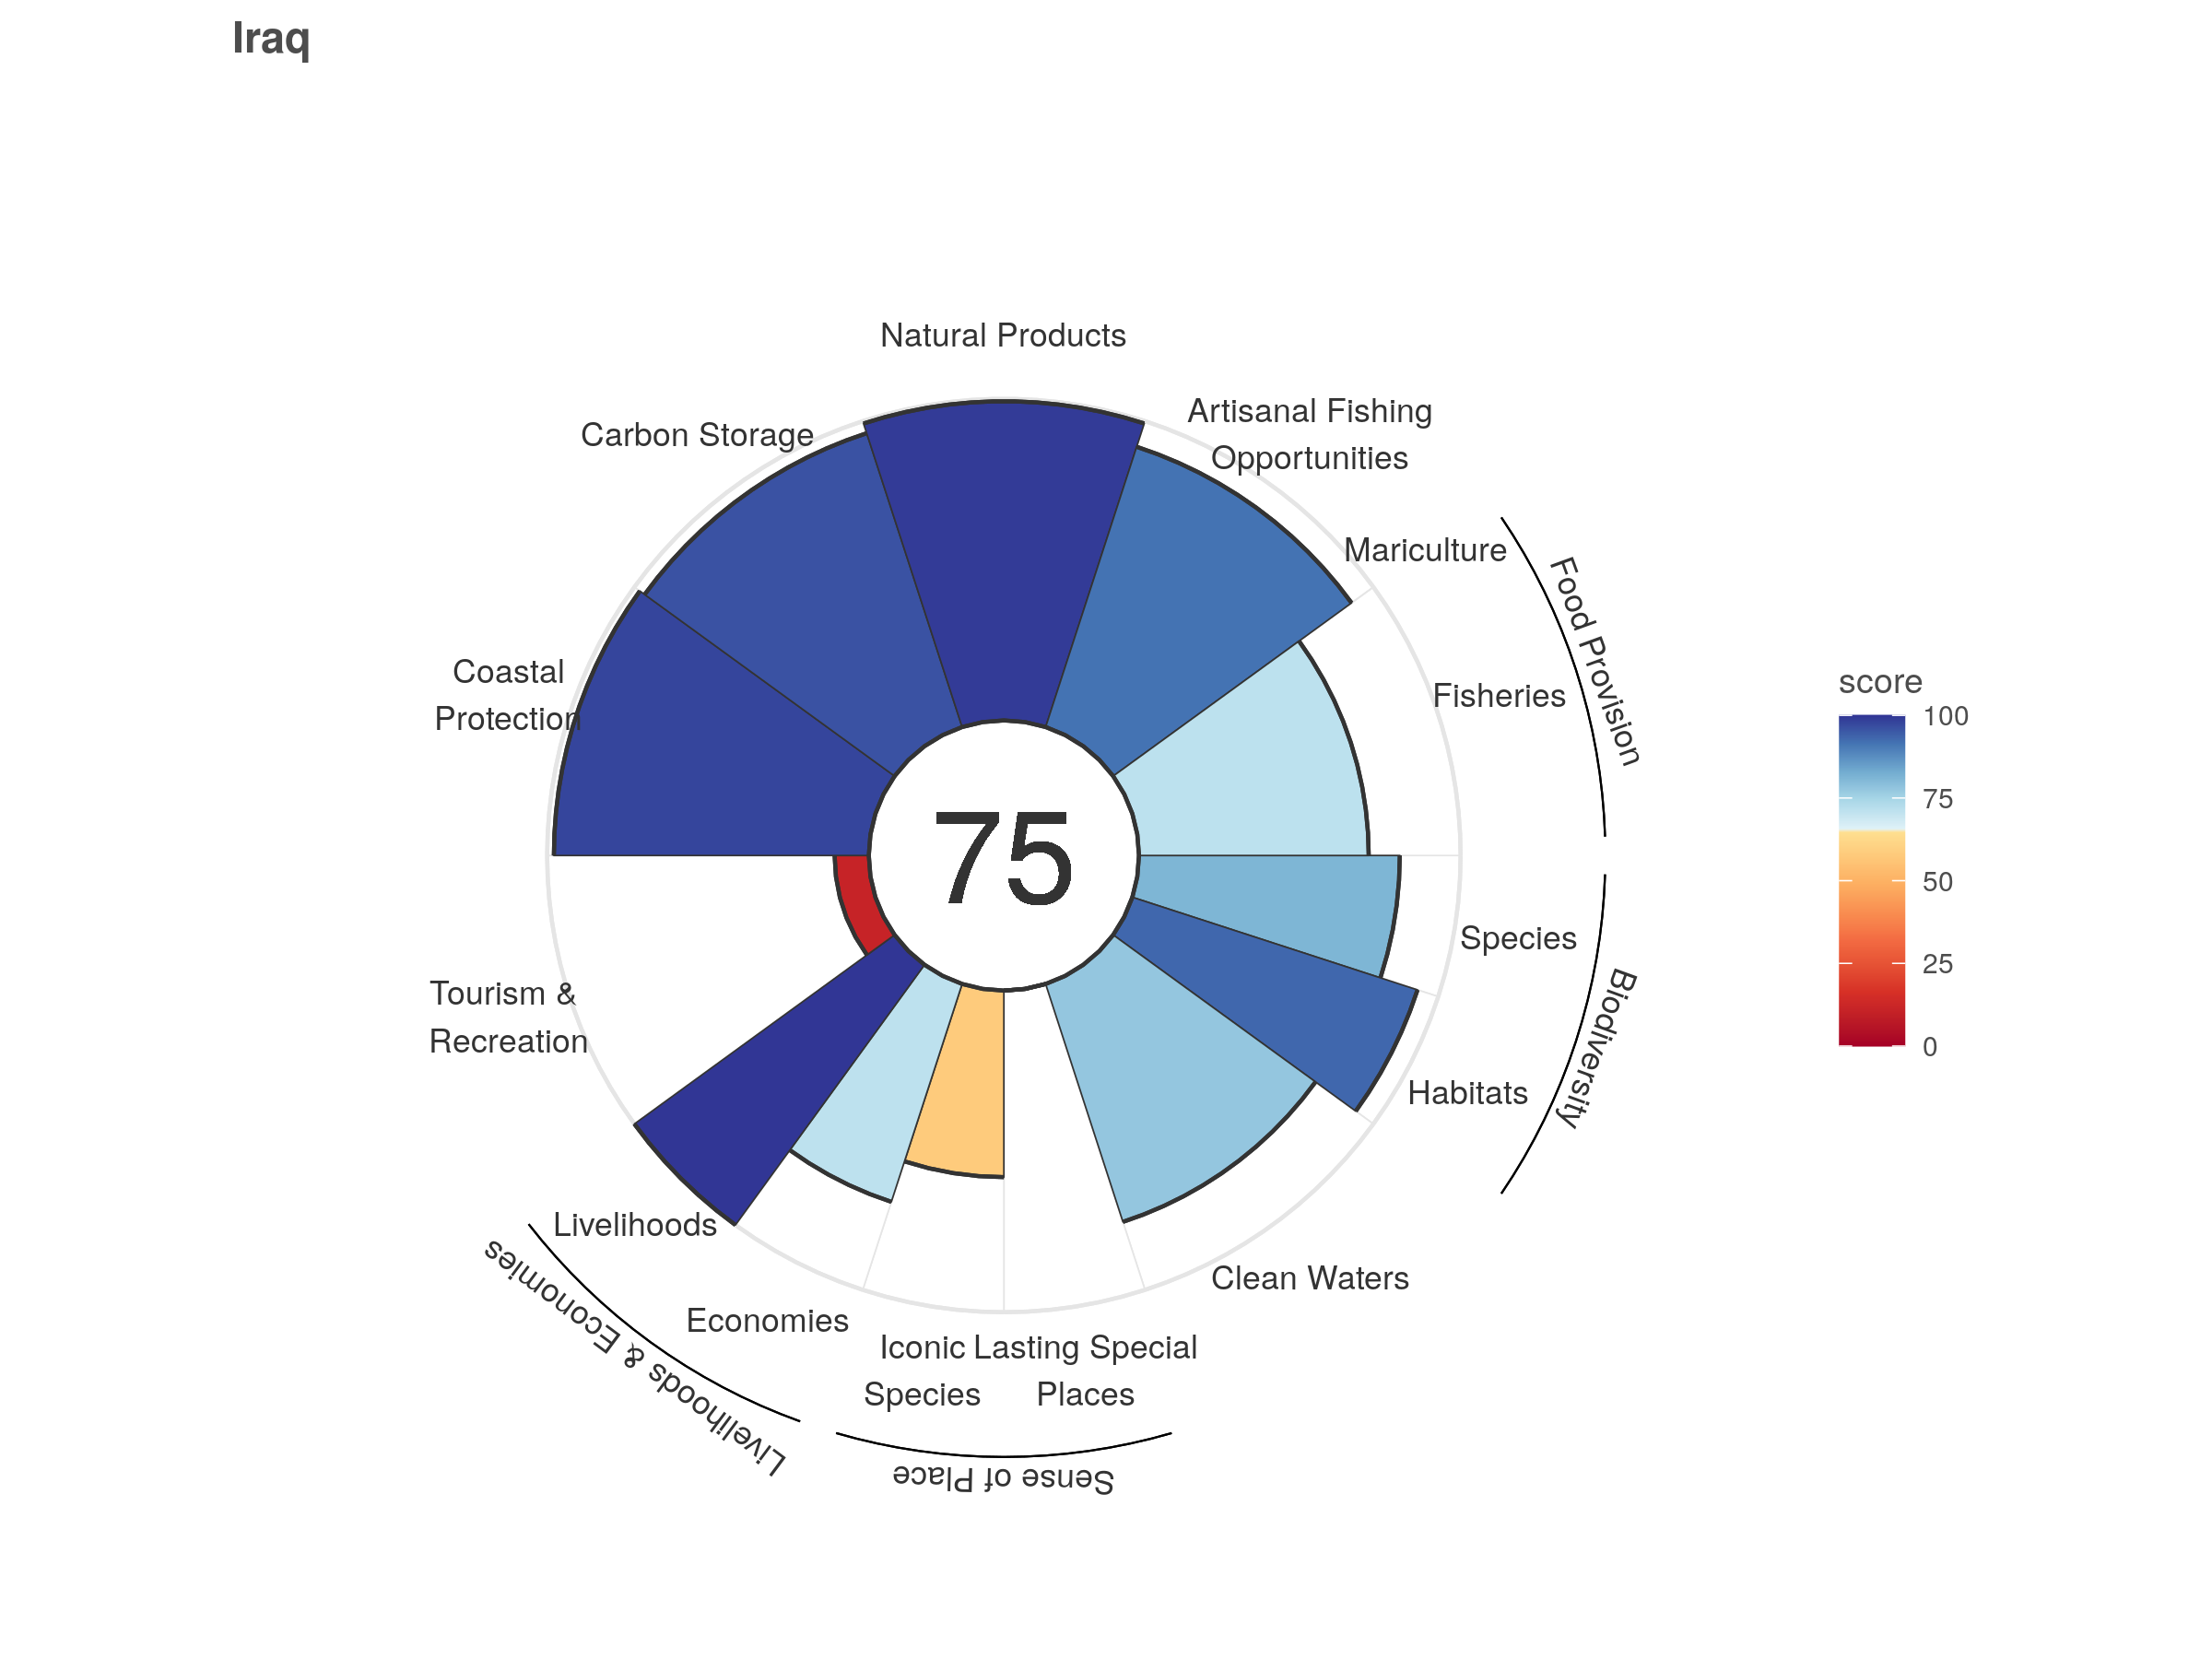 Iraq
Natural Products
Artisanal Fishing
Opportunities
Carbon Storage
Mariculture
Food Provision
Fisheries
Coastal
Protection
75
Species
Biodiversity
Habitats
Tourism &
Recreation
Livelihoods
Livelihoods & Economies
Clean Waters
Economies
Iconic
Species
Lasting Special
Places
Sense of Place
score
100
75
50
25
0